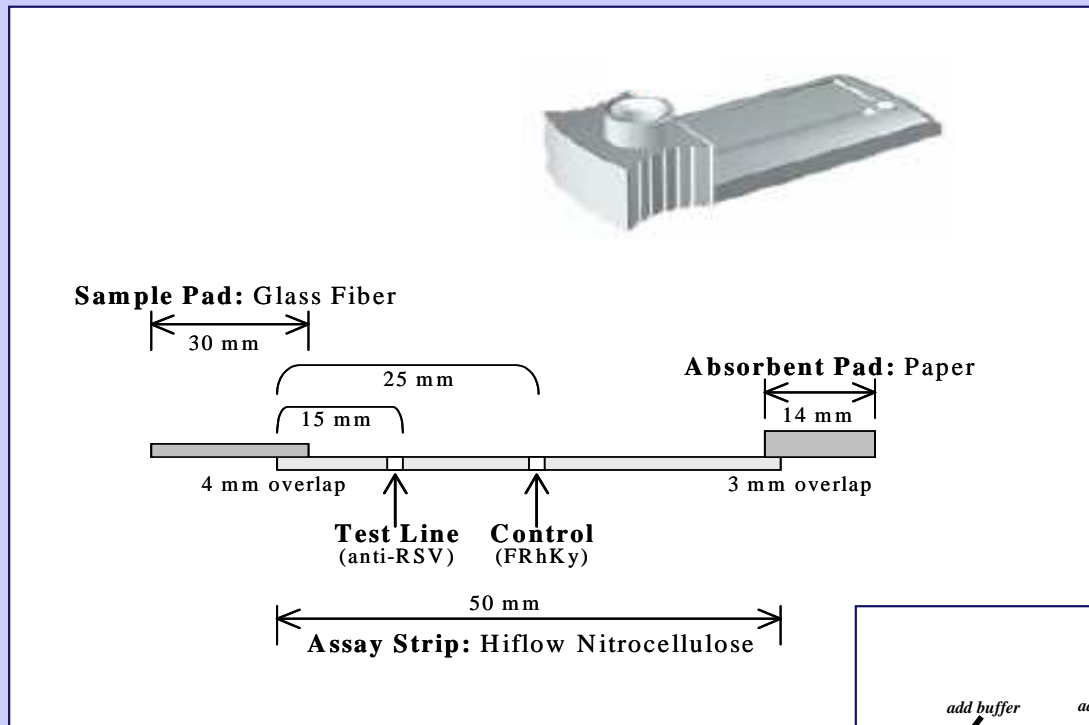 Sample Pad: Glass Fiber
30 mm
25 mm
Absorbent Pad: Paper
14 mm
15 mm
4 mm overlap
3 mm overlap
Test Line
(anti-RSV)
Control
(FRhKy)
50 mm
Assay Strip: Hiflow Nitrocellulose
add buffer